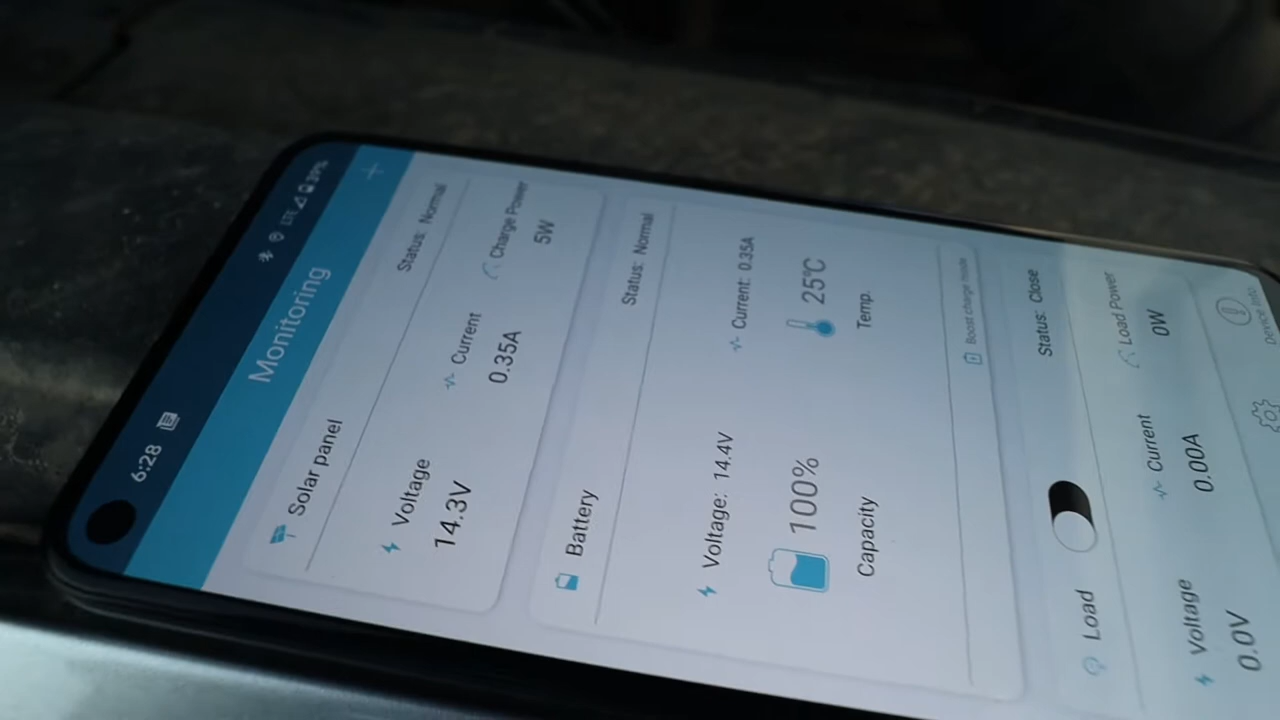 6:28 LTE 39%
Monitoring +
Solar panel Status: Normal
Voltage Current Charge Power
14.3V 0.35A 5W
Battery Status: Normal
Voltage: 14.4V Current: 0.35A
100% 25°C
Capacity Temp.
Boost charge mode
Load Status: Close
Voltage Current Load Power
0.0V 0.00A 0W
Device Info